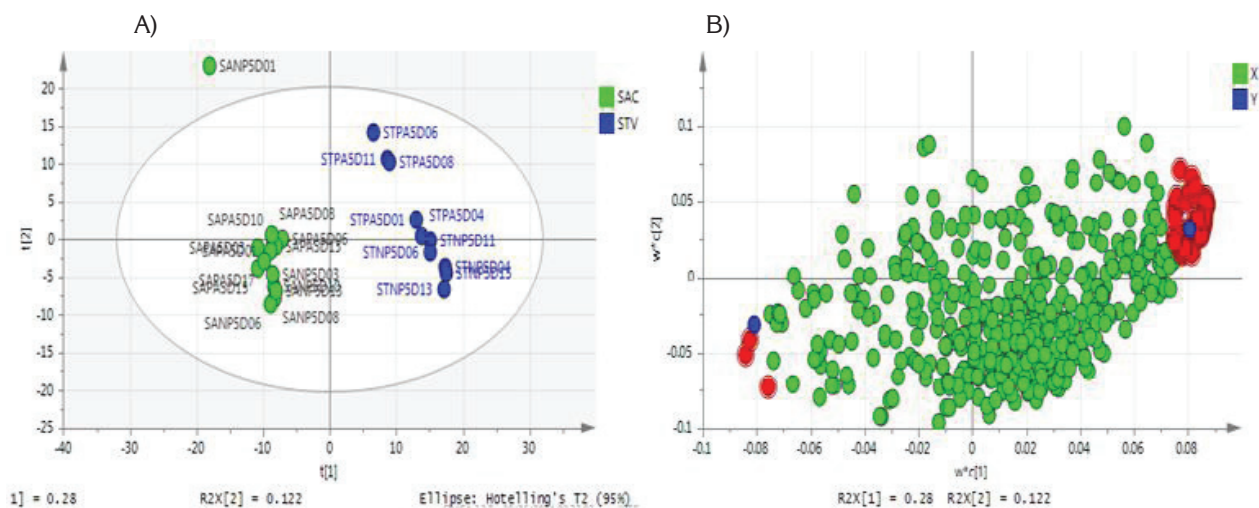 A)
B)
SANP5D01
SAC
STV
X
Y
20
15
10
5
0
-5
-10
-15
-20
-25
t[2]
STPA5D06
STPA5D11
STPA5D08
STPA5D01
STPA5D04
STNP5D11
STNP5D06
STNP5D04
STNP5D13
SAPA5D10
SAPA5D03
SAPA5D17
SAPA5D13
SANP5D03
SANP5D06
SANP5D08
-40
-30
-20
-10
0
10
20
30
t[1]
0.1
0.05
0
-0.05
-0.1
w*c[2]
-0.1
-0.08
-0.06
-0.04
-0.02
0
0.02
0.04
0.06
0.08
w*c[1]
1] = 0.28 R2X[2] = 0.122 Ellipse: Hotelling's T2 (95%)
R2X[1] = 0.28 R2X[2] = 0.122